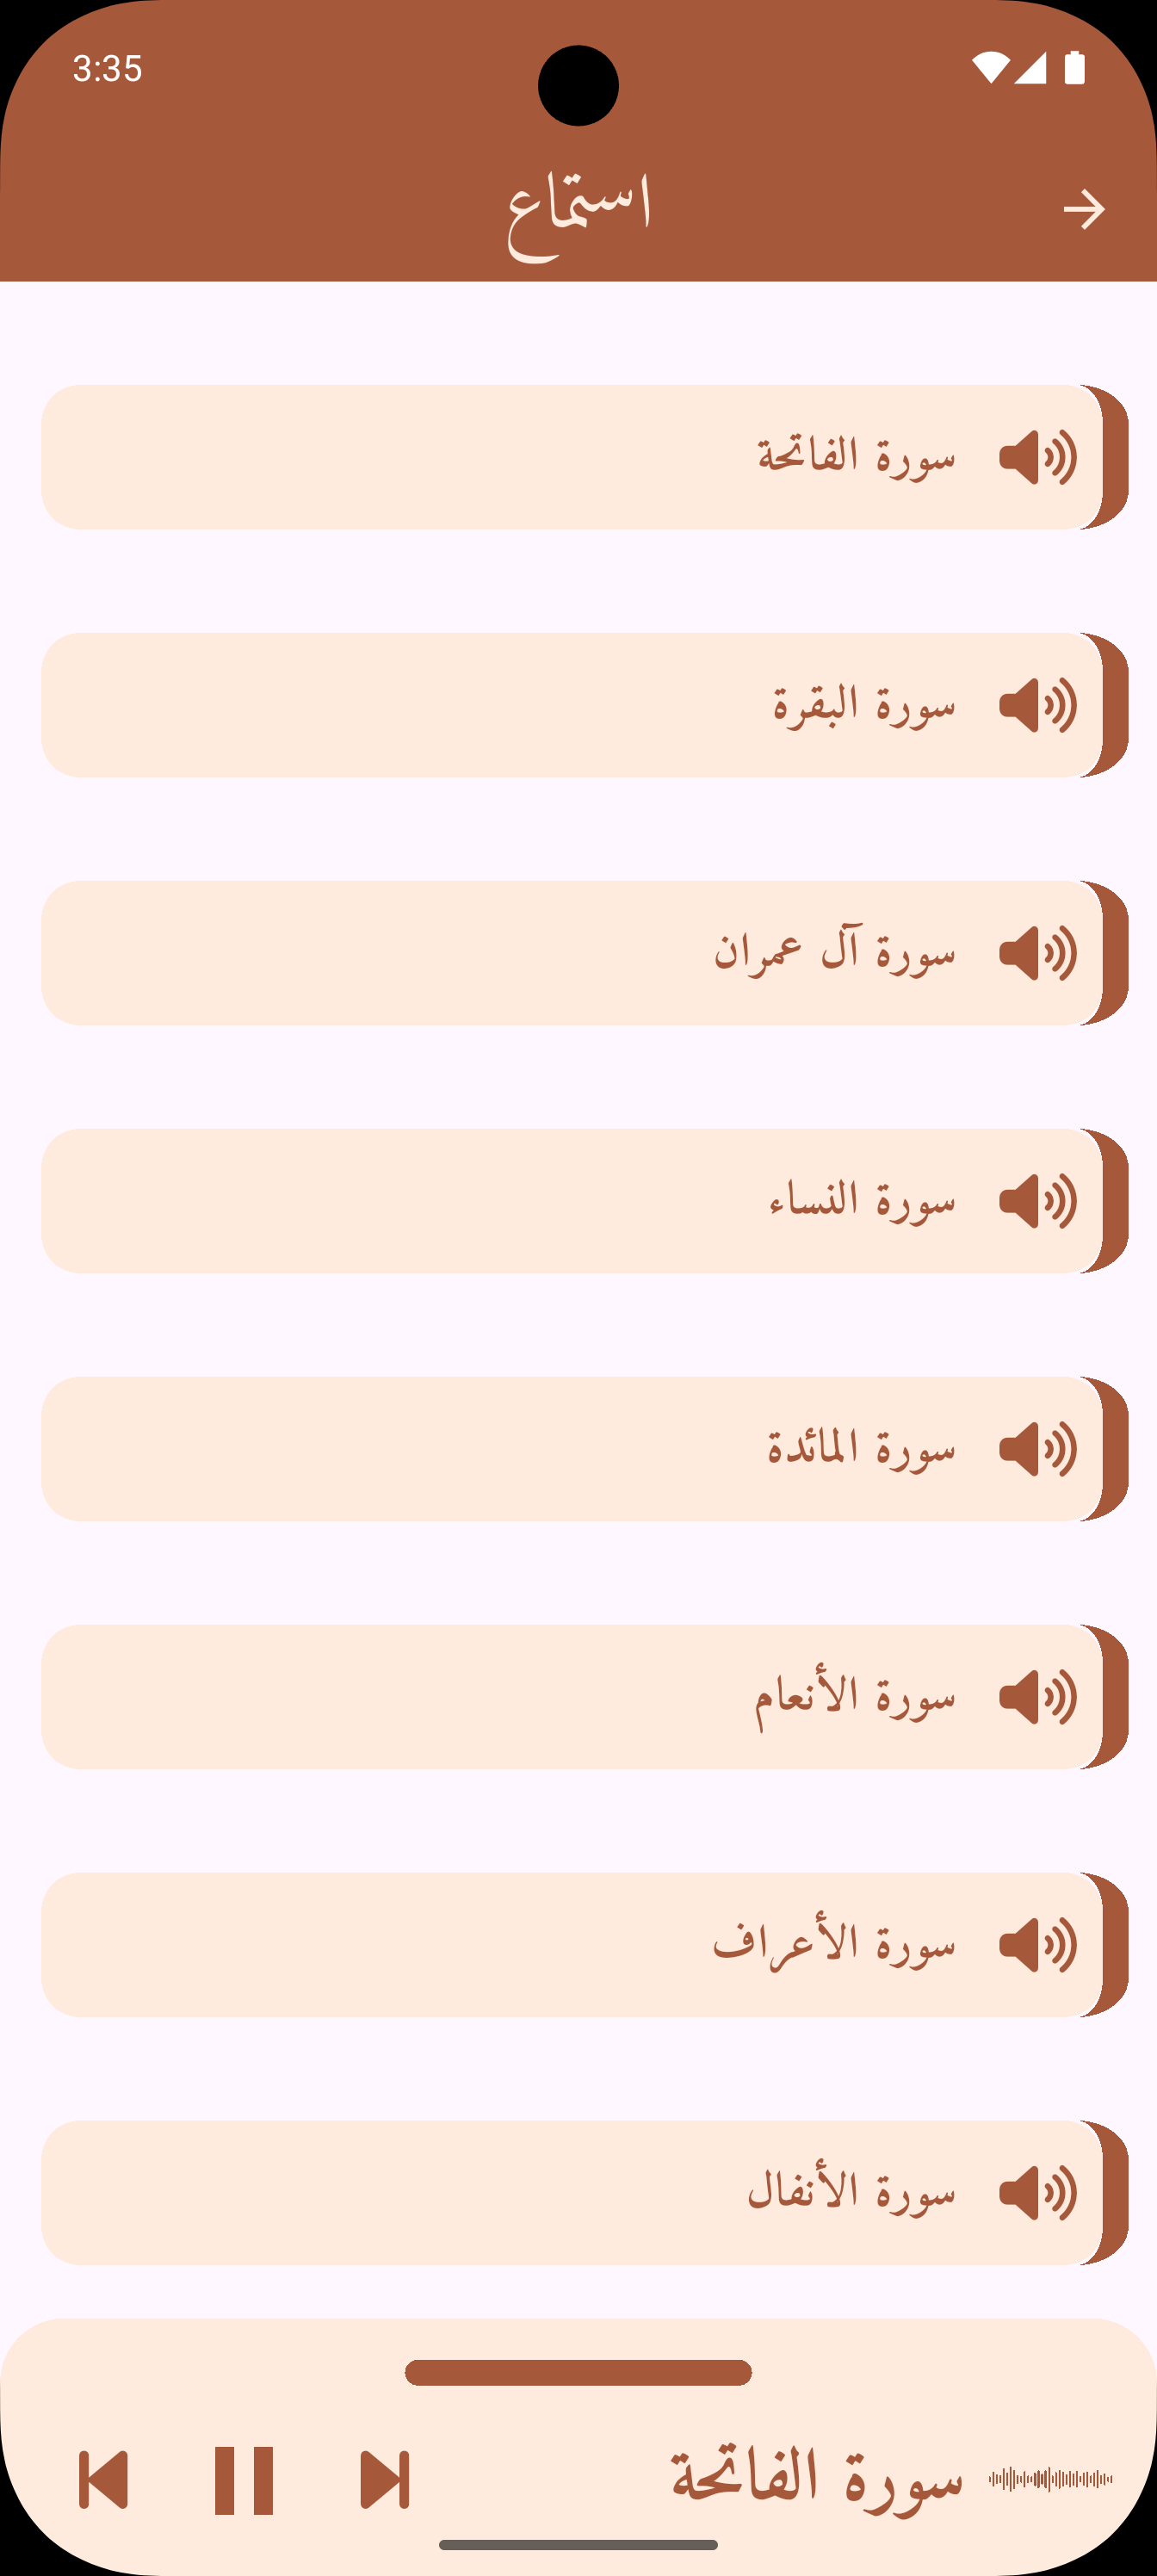 3:35
استماع
سورة الفاتحة
سورة البقرة
سورة آل عمران
سورة النساء
سورة المائدة
سورة الأنعام
سورة الأعراف
سورة الأنفال
سورة الفاتحة